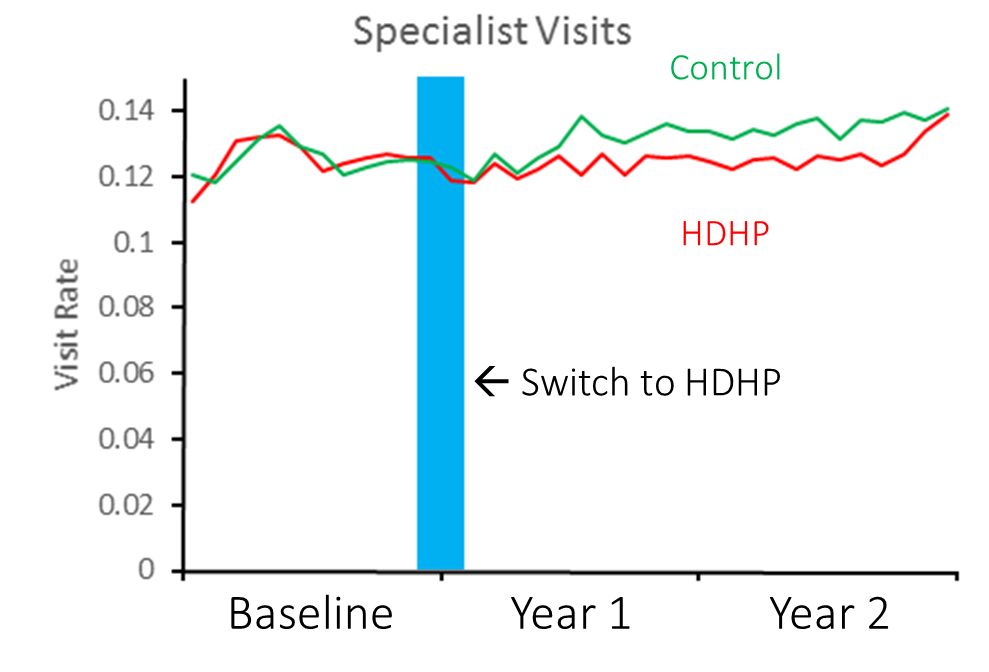 Specialist Visits
Control
0.14
0.12
0.1
HDHP
0.08
Visit Rate
0.06
← Switch to HDHP
0.04
0.02
0
Baseline
Year 1
Year 2